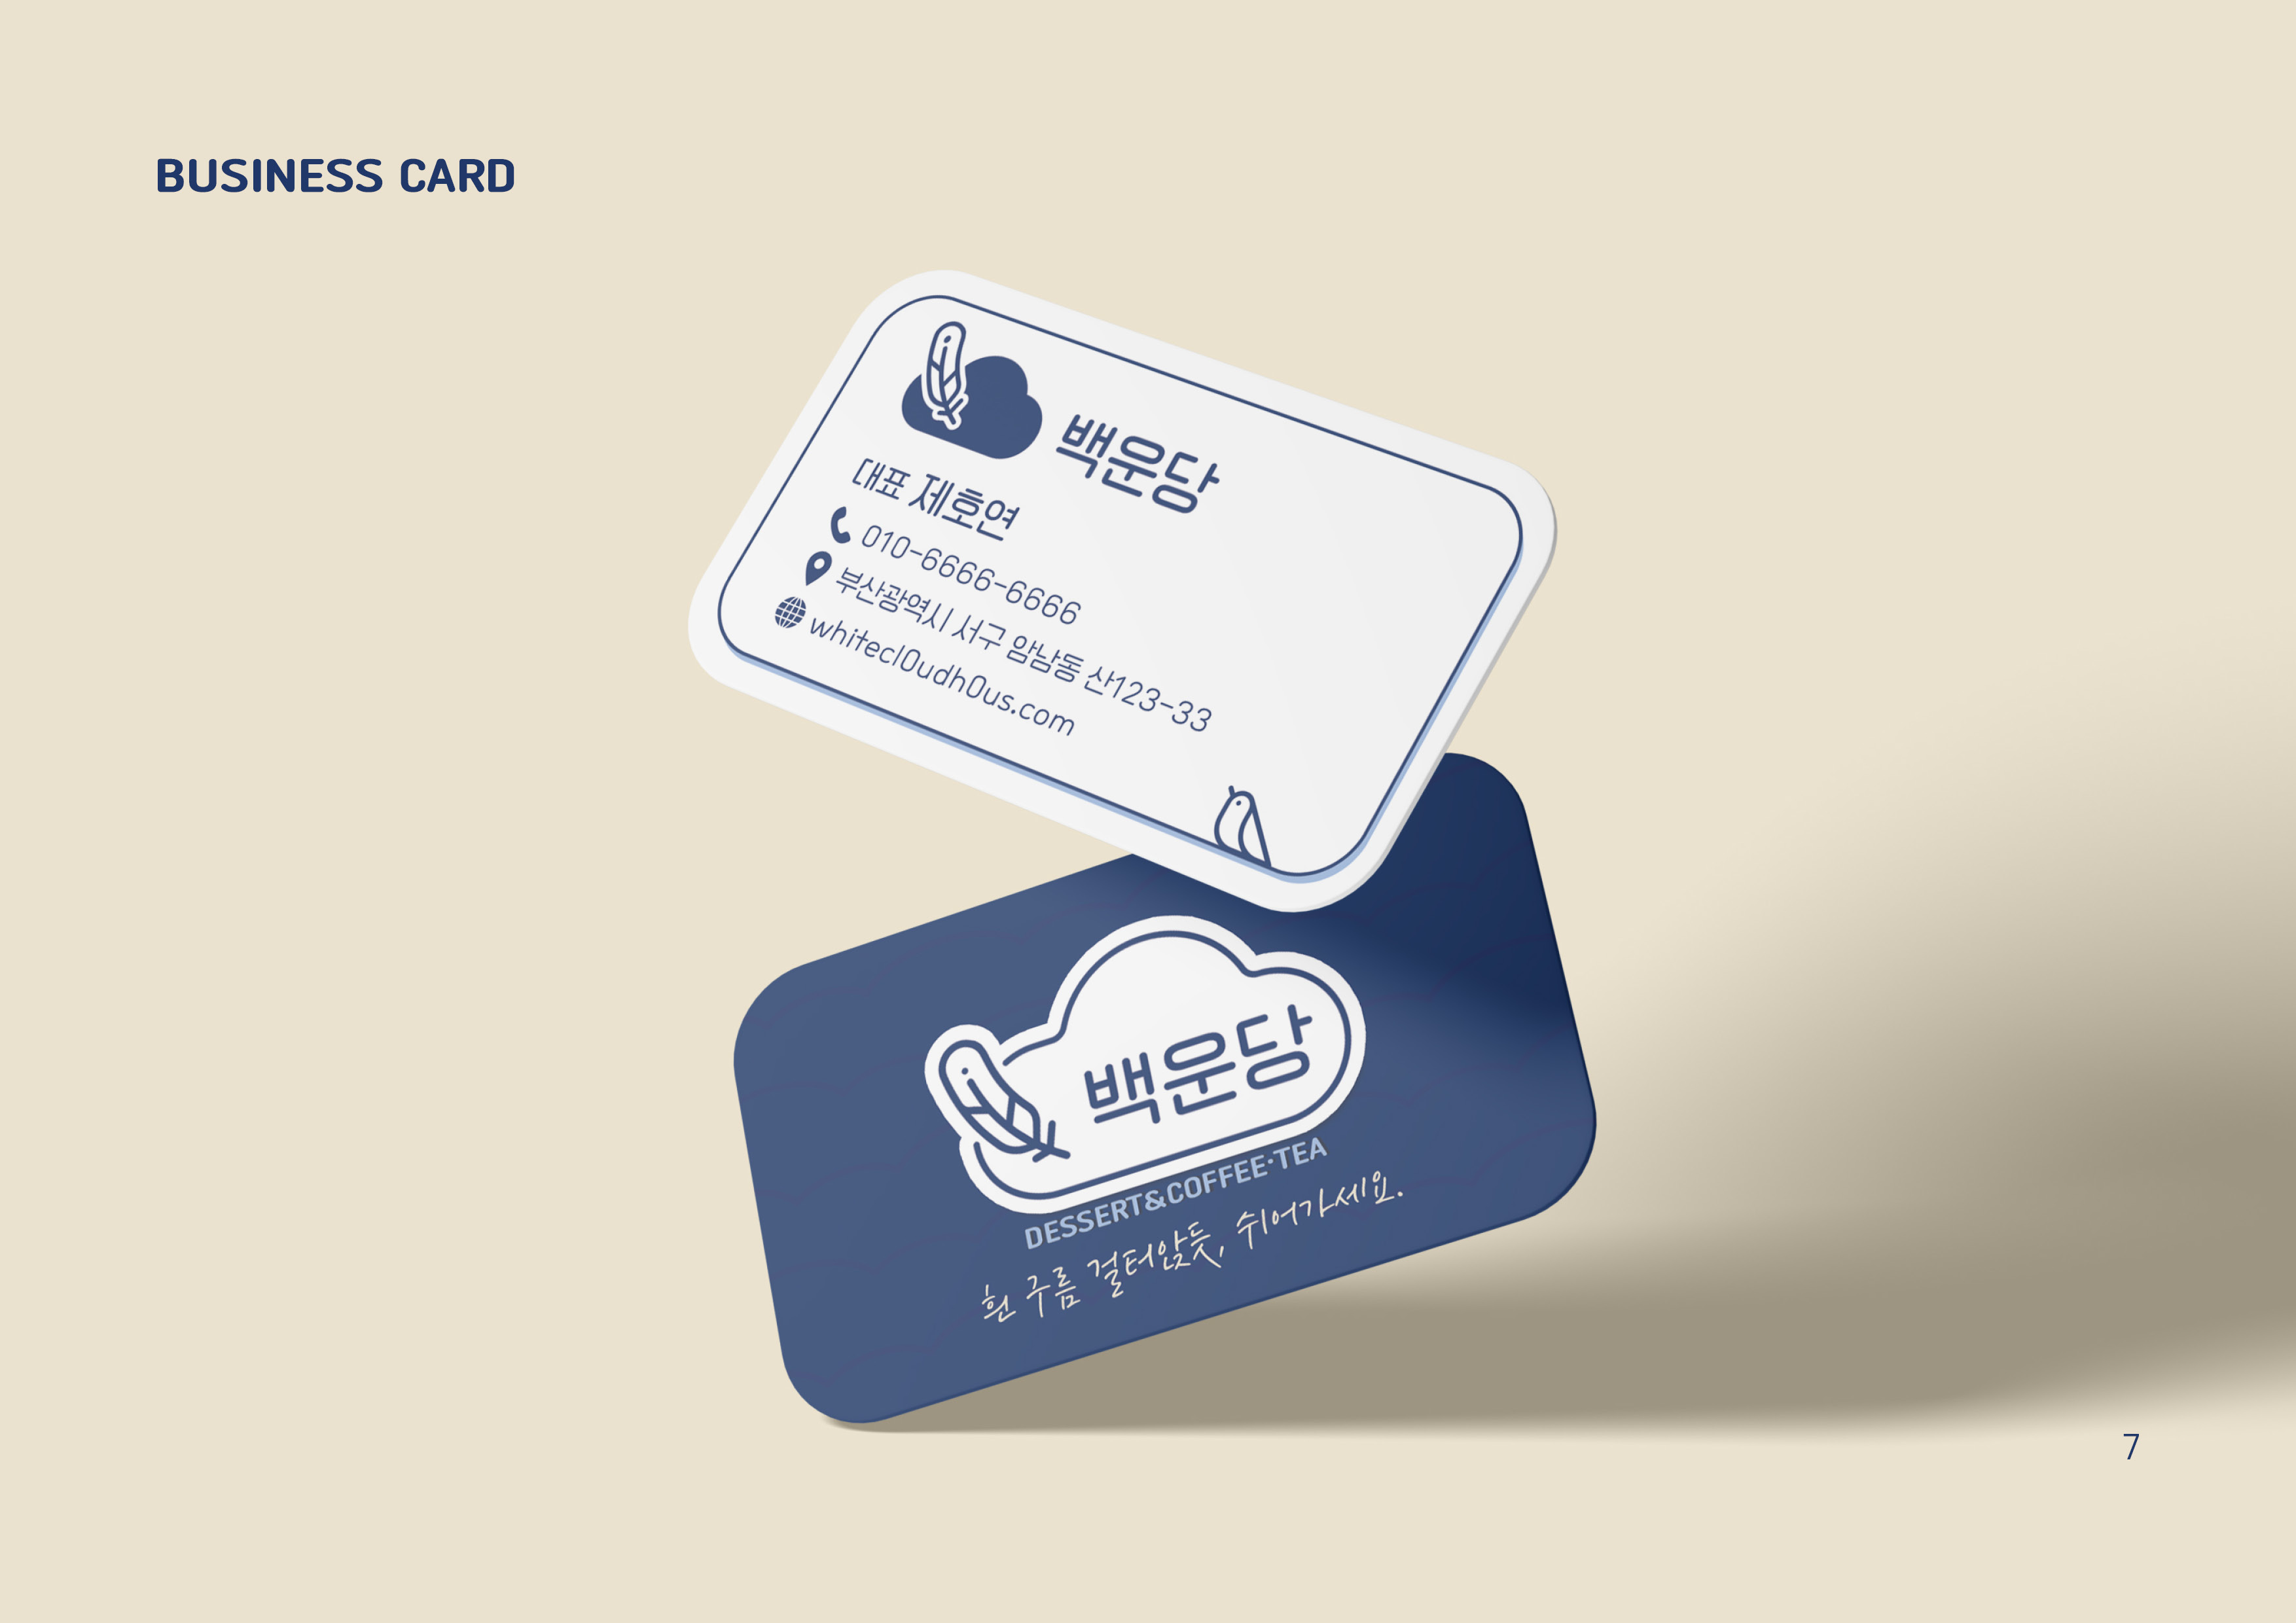 BUSINESS CARD
백운당
대표 제호연
010-6666-6666
부산광역시 서구 암남동 산123-33
whitecl0udh0us.com
백운당
DESSERT&COFFEE·TEA
흰 구름 걸터앉듯, 쉬어가세요.
7